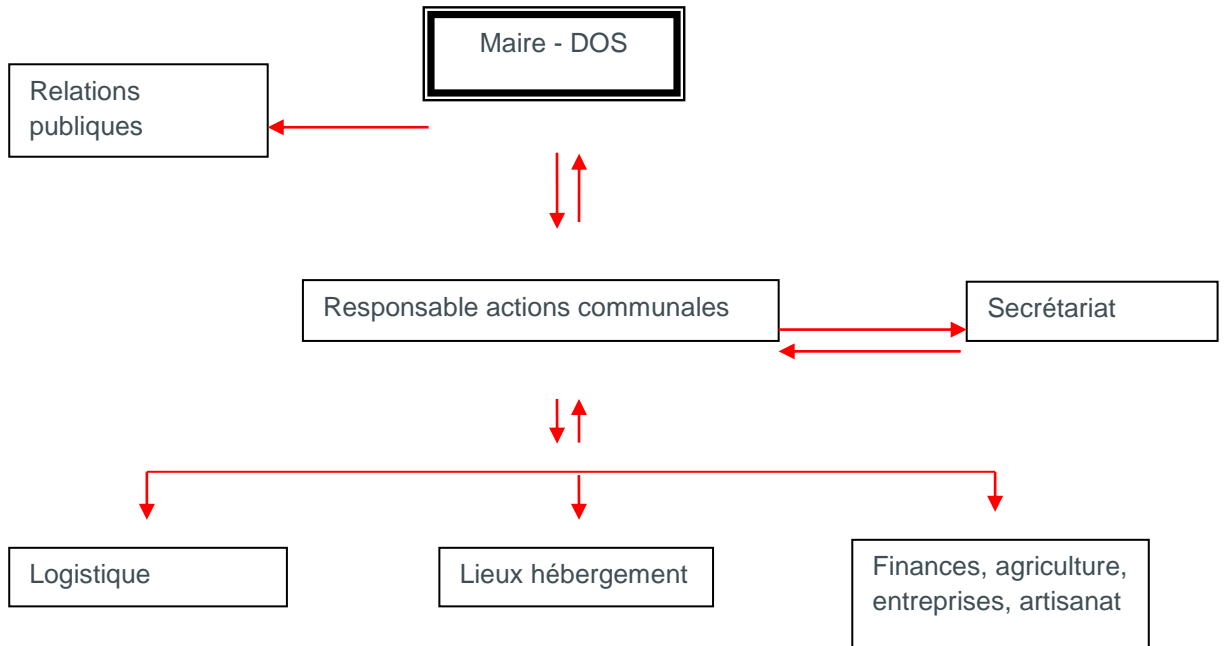 Maire - DOS
Relations
publiques
Responsable actions communales
Secrétariat
Logistique
Lieux hébergement
Finances, agriculture,
entreprises, artisanat